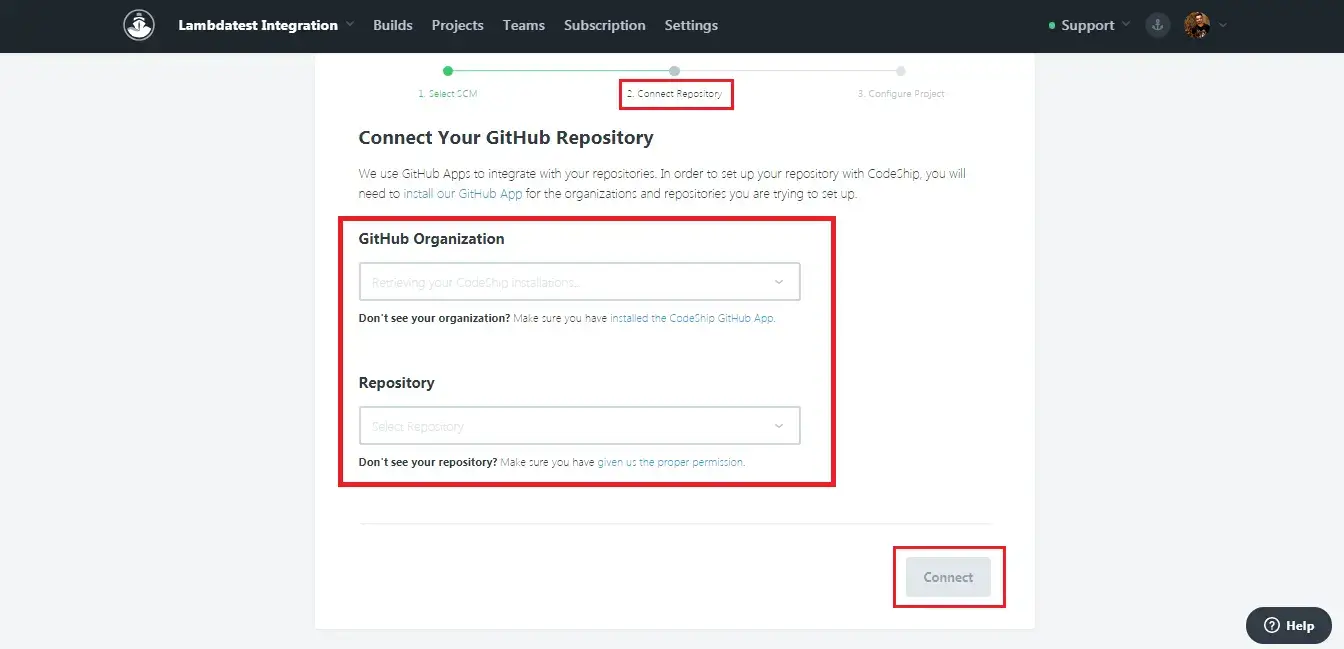 Lambdatest Integration Builds Projects Teams Subscription Settings Support
1. Select SCM 2. Connect Repository 3. Configure Project
Connect Your GitHub Repository
We use GitHub Apps to integrate with your repositories. In order to set up your repository with CodeShip, you will
need to install our GitHub App for the organizations and repositories you are trying to set up.
GitHub Organization
Retrieving your CodeShip Installations...
Don't see your organization? Make sure you have installed the CodeShip GitHub App.
Repository
Select Repository
Don't see your repository? Make sure you have given us the proper permission.
Connect
? Help